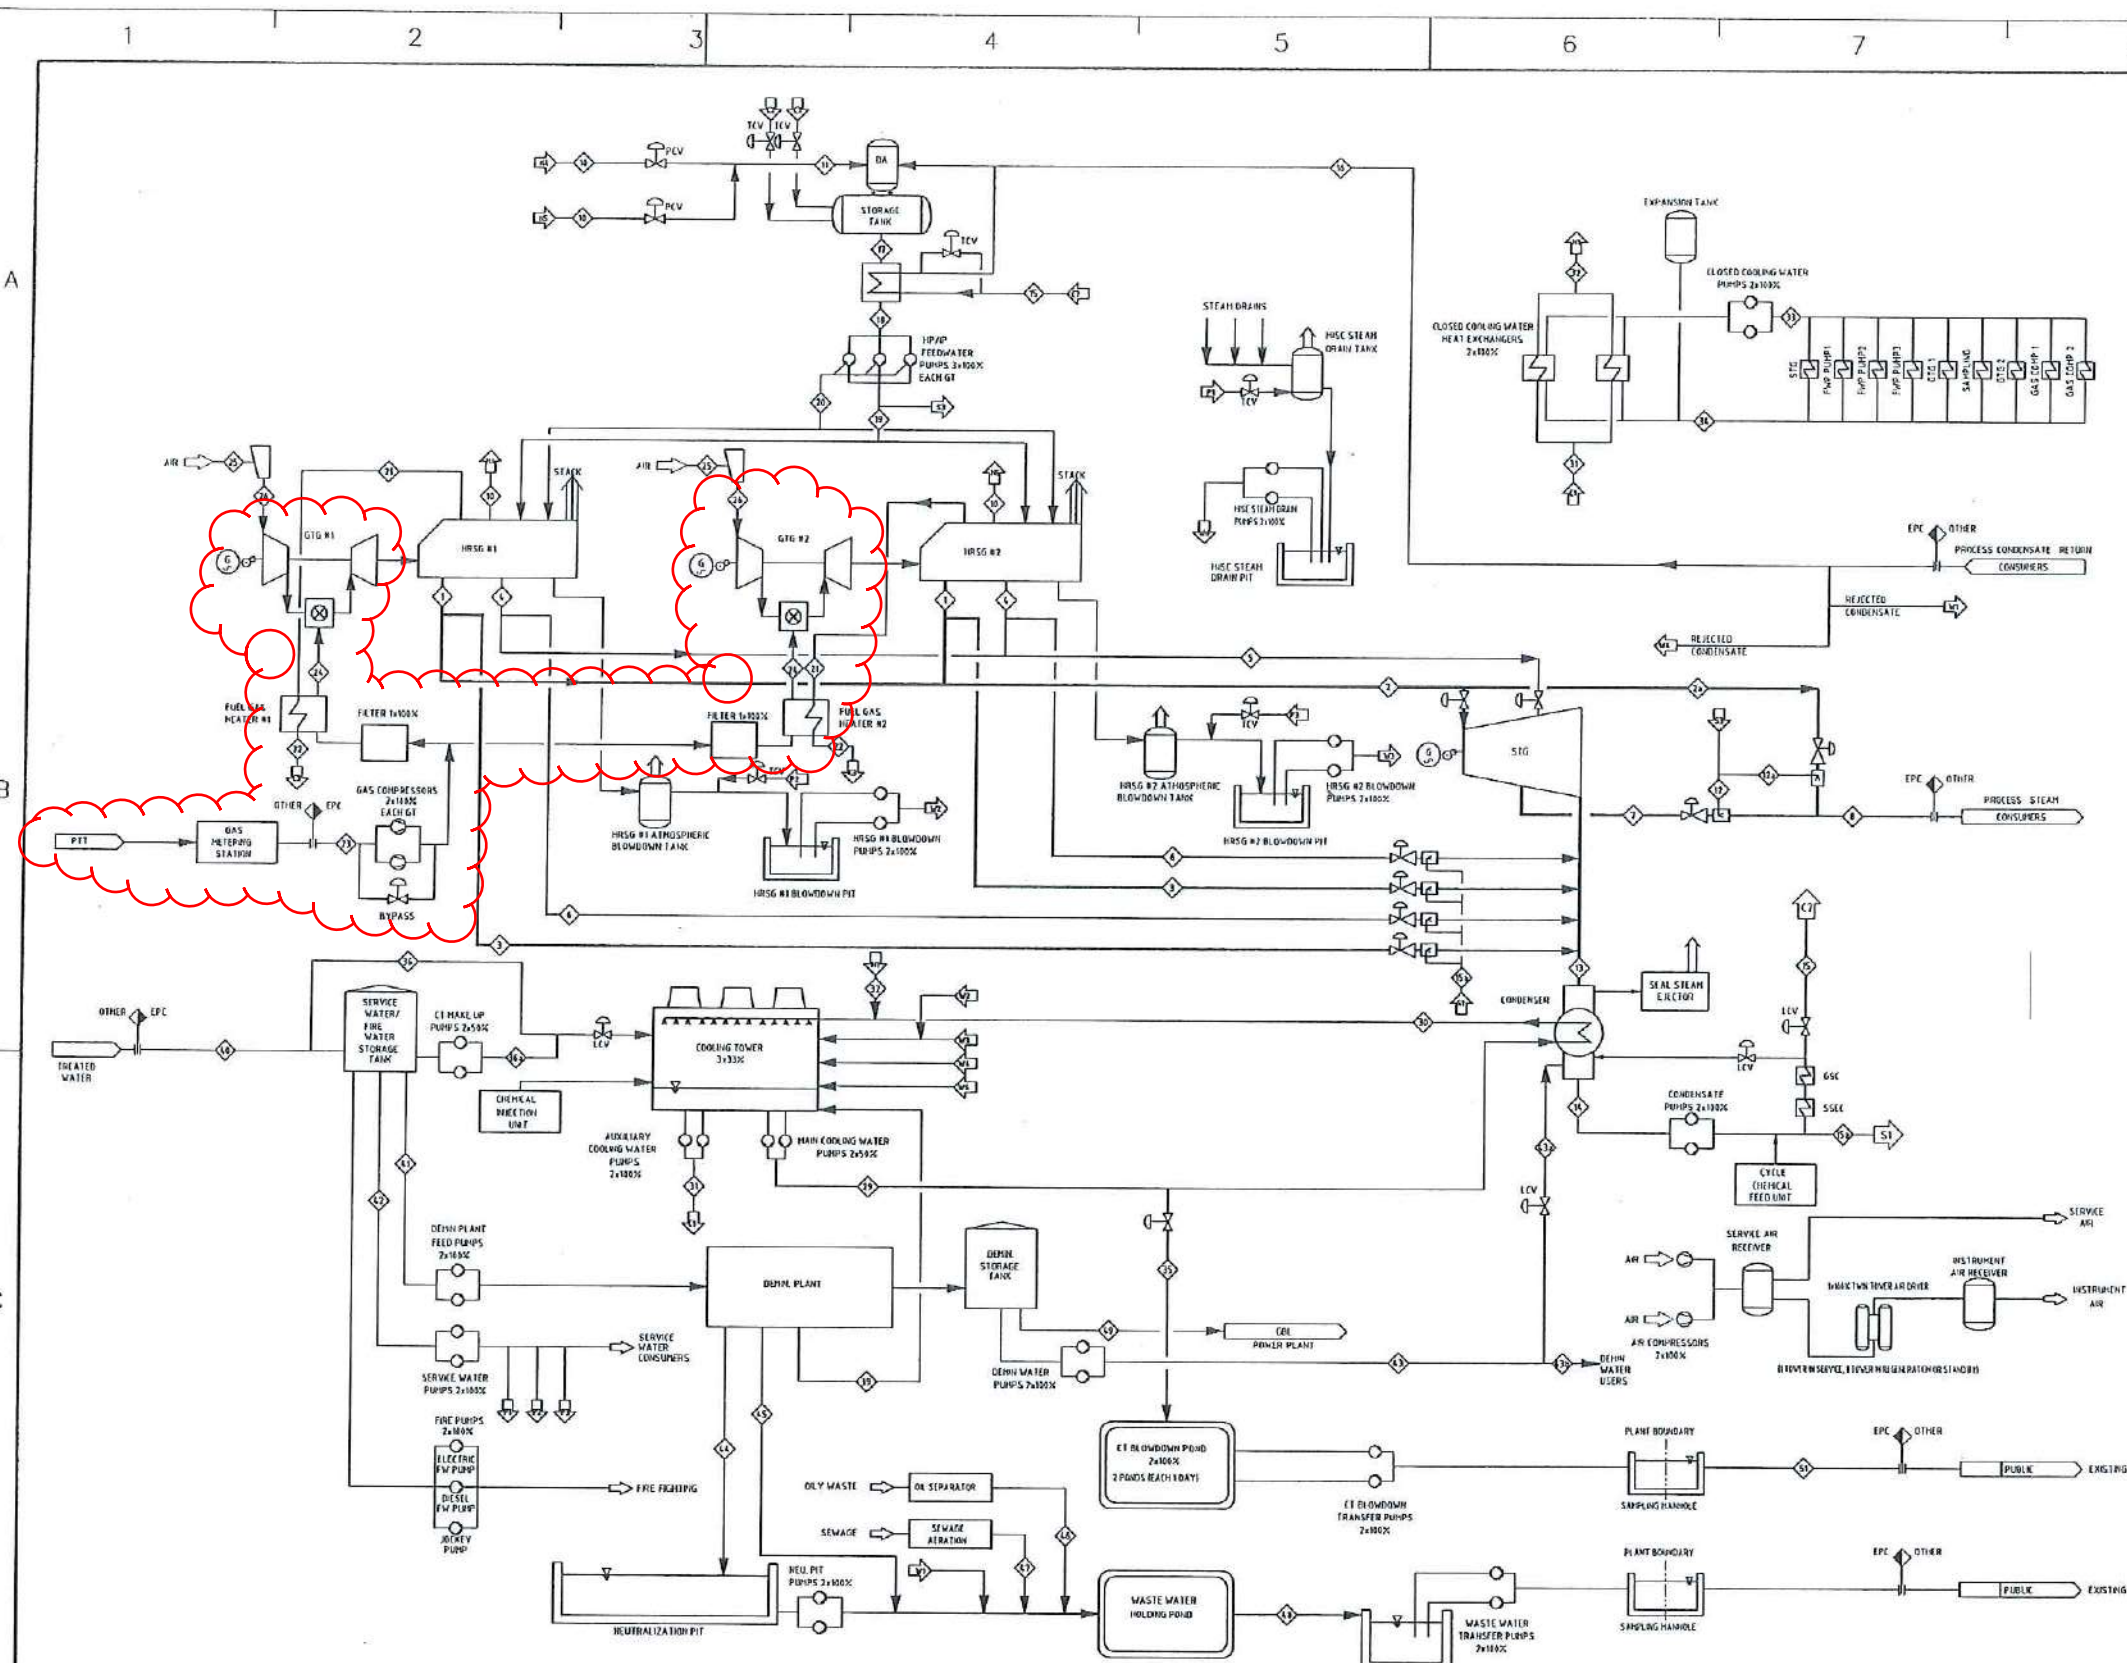 1 2 3 4 5 6 7
A
B
TCV TCV
PCV
DA
PCV
STORAGE
TANK
TCV
EXPANSION TANK
CLOSED COOLING WATER
PUMPS 2x100%
CLOSED COOLING WATER
HEAT EXCHANGERS
2x100%
STG
FWP PUMP1
FWP PUMP2
FWP PUMP3
GTG 1
SAMPLING
GTG 2
GAS COMP 1
GAS COMP 2
HP/IP
FEEDWATER
PUMPS 3x100%
EACH GT
STEAM DRAINS
MISC STEAM
DRAIN TANK
TCV
MISC STEAM DRAIN
PUMPS 2x100%
MISC STEAM
DRAIN PIT
AIR
GTG #1
HRSG #1
STACK
AIR
GTG #2
HRSG #2
STACK
EPC OTHER
PROCESS CONDENSATE RETURN
CONSUMERS
REJECTED
CONDENSATE
REJECTED
CONDENSATE
FUEL GAS
HEATER #1
FILTER 1x100%
FILTER 1x100%
FUEL GAS
HEATER #2
GAS COMPRESSORS
2x100%
EACH GT
OTHER EPC
PTT
GAS
METERING
STATION
BYPASS
TCV
HRSG #1 ATMOSPHERIC
BLOWDOWN TANK
HRSG #1 BLOWDOWN
PUMPS 2x100%
HRSG #1 BLOWDOWN PIT
TCV
HRSG #2 ATMOSPHERIC
BLOWDOWN TANK
HRSG #2 BLOWDOWN
PUMPS 2x100%
HRSG #2 BLOWDOWN PIT
STG
EPC OTHER
PROCESS STEAM
CONSUMERS
OTHER EPC
TREATED
WATER
SERVICE
WATER/
FIRE
WATER
STORAGE
TANK
CT MAKE UP
PUMPS 2x50%
LCV
CHEMICAL
INJECTION
UNIT
COOLING TOWER
3x33%
AUXILIARY
COOLING WATER
PUMPS
2x100%
MAIN COOLING WATER
PUMPS 2x50%
CONDENSER
SEAL STEAM
EJECTOR
LCV
LCV
GSC
SSEC
CONDENSATE
PUMPS 2x100%
S1
CYCLE
CHEMICAL
FEED UNIT
LCV
DEMIN PLANT
FEED PUMPS
2x100%
DEMIN. PLANT
DEMIN.
STORAGE
TANK
SERVICE
WATER
CONSUMERS
SERVICE WATER
PUMPS 2x100%
DEMIN WATER
PUMPS 2x100%
POWER PLANT
DEMIN
WATER
USERS
AIR
AIR
AIR COMPRESSORS
2x100%
SERVICE AIR
RECEIVER
SERVICE
AIR
INSTRUMENT
AIR RECEIVER
INSTRUMENT
AIR
FIRE PUMPS
2x100%
ELECTRIC
FW PUMP
DIESEL
FW PUMP
JOCKEY
PUMP
FIRE FIGHTING
OILY WASTE
OIL SEPARATOR
SEWAGE
SEWAGE
AERATION
NEUTRALIZATION PIT
NEU. PIT
PUMPS 2x100%
CT BLOWDOWN POND
2x100%
2 PONDS (EACH 1 DAY)
CT BLOWDOWN
TRANSFER PUMPS
2x100%
WASTE WATER
HOLDING POND
WASTE WATER
TRANSFER PUMPS
2x100%
PLANT BOUNDARY
SAMPLING MANHOLE
EPC OTHER
PUBLIC
EXISTING
PLANT BOUNDARY
SAMPLING MANHOLE
EPC OTHER
PUBLIC
EXISTING